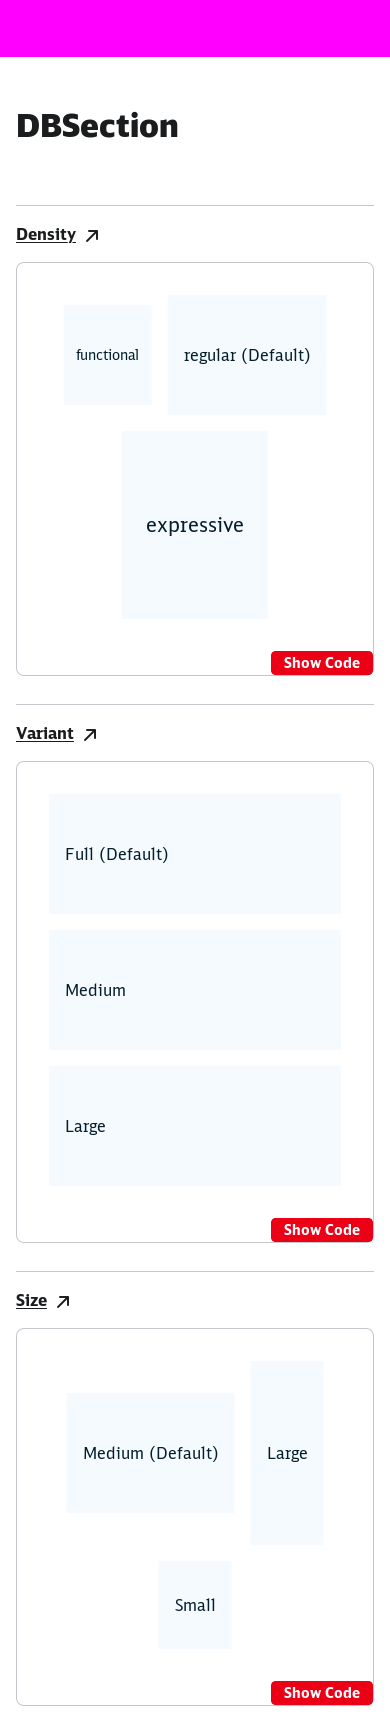 DBSection
Density
functional
regular (Default)
expressive
Show Code
Variant
Full (Default)
Medium
Large
Show Code
Size
Medium (Default)
Large
Small
Show Code